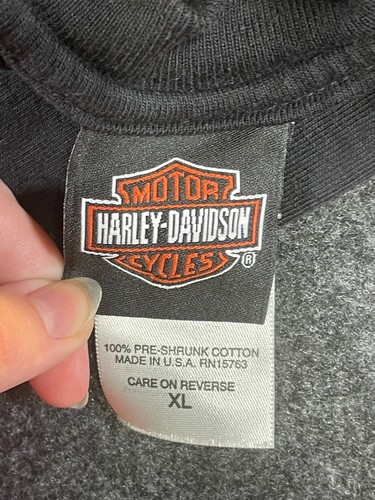 MOTOR
HARLEY-DAVIDSON
CYCLES
®
100% PRE-SHRUNK COTTON
MADE IN U.S.A. RN15763
CARE ON REVERSE
XL